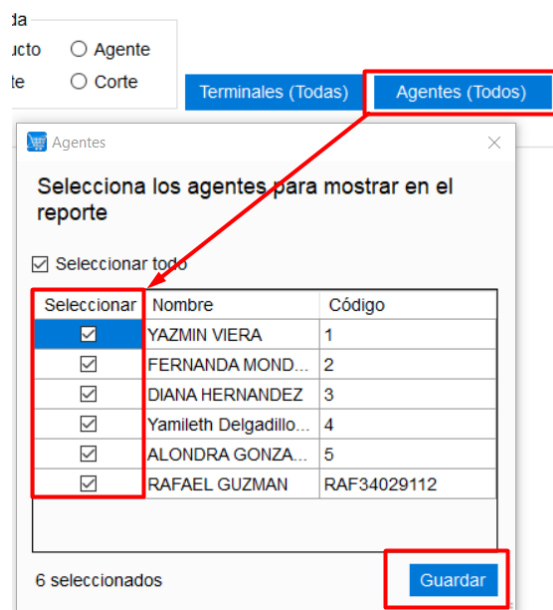 da
ucto Agente
te Corte
Terminales (Todas) Agentes (Todos)
Agentes
Selecciona los agentes para mostrar en el
reporte
Seleccionar todo
Seleccionar Nombre Código
YAZMIN VIERA 1
FERNANDA MOND... 2
DIANA HERNANDEZ 3
Yamileth Delgadillo... 4
ALONDRA GONZA... 5
RAFAEL GUZMAN RAF34029112
6 seleccionados Guardar